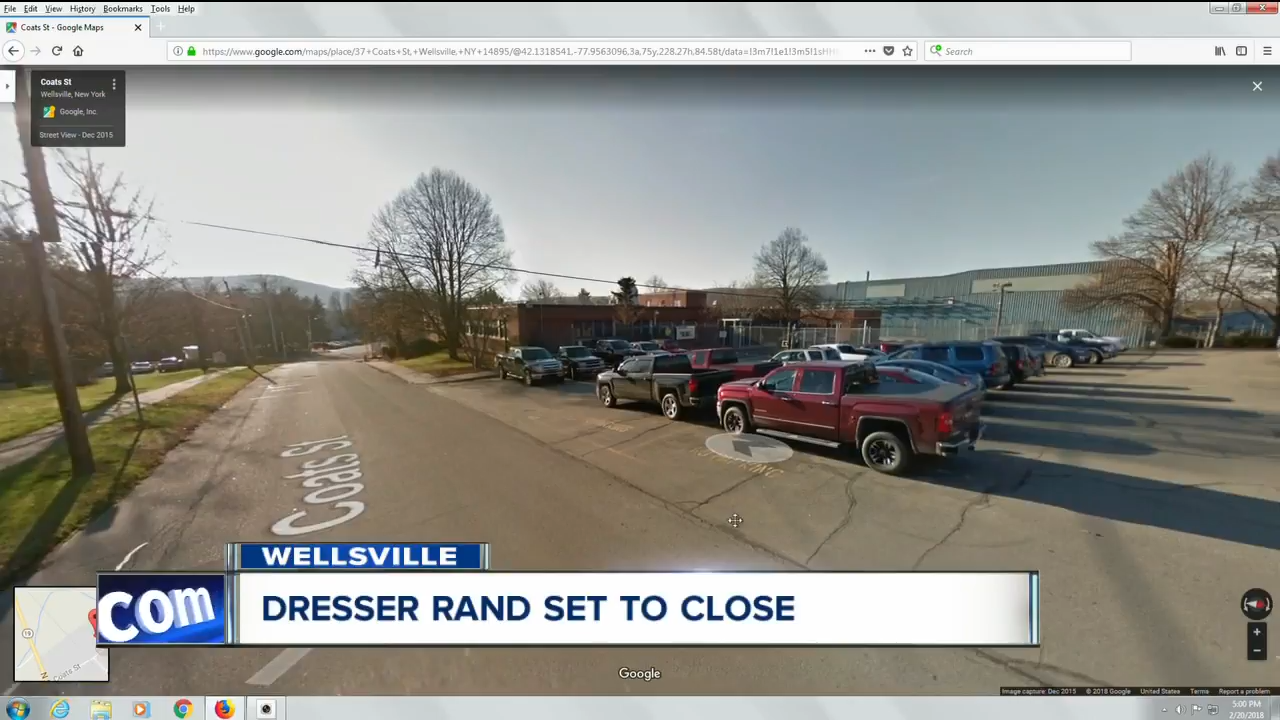 File Edit View History Bookmarks Tools Help
Coats St - Google Maps
https://www.google.com/maps/place/37+Coats+St,+Wellsville,+NY+14895/@42.1318541,-77.9563096,3a,75y,228.27h,84.58t/data=
Search
Coats St
Wellsville, New York
Google, Inc.
Street View - Dec 2015
Coats St
WELLSVILLE
.COM
DRESSER RAND SET TO CLOSE
19
Coats St
Google
Image capture: Dec 2015 © 2018 Google United States Terms Report a problem
5:00 PM
2/20/2018